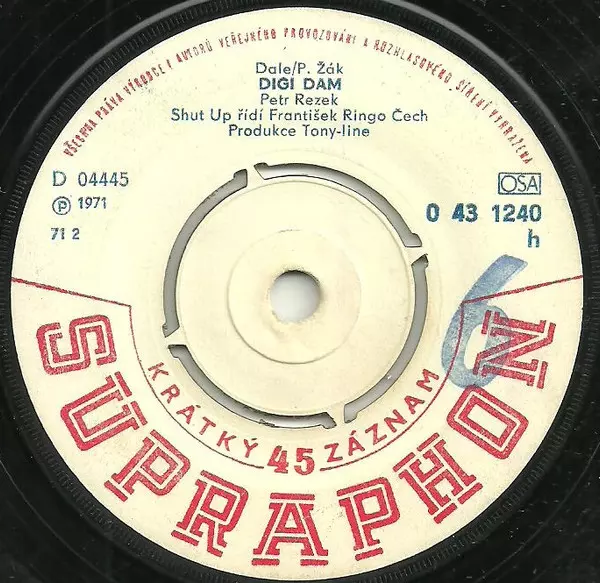 VŠECHNA PRÁVA VÝROBCE I AUTORŮ VEŘEJNÉHO PROVOZOVÁNÍ A ROZHLASOVÉHO ŠÍŘENÍ VYHRAŽENA
Dale/P. Žák
DIGI DAM
Petr Rezek
Shut Up řídí František Ringo Čech
Produkce Tony-line
D 04445
OSA
Ⓟ 1971
0 43 1240
71 2
h
6
KRÁTKÝ 45 ZÁZNAM
SUPRAPHON